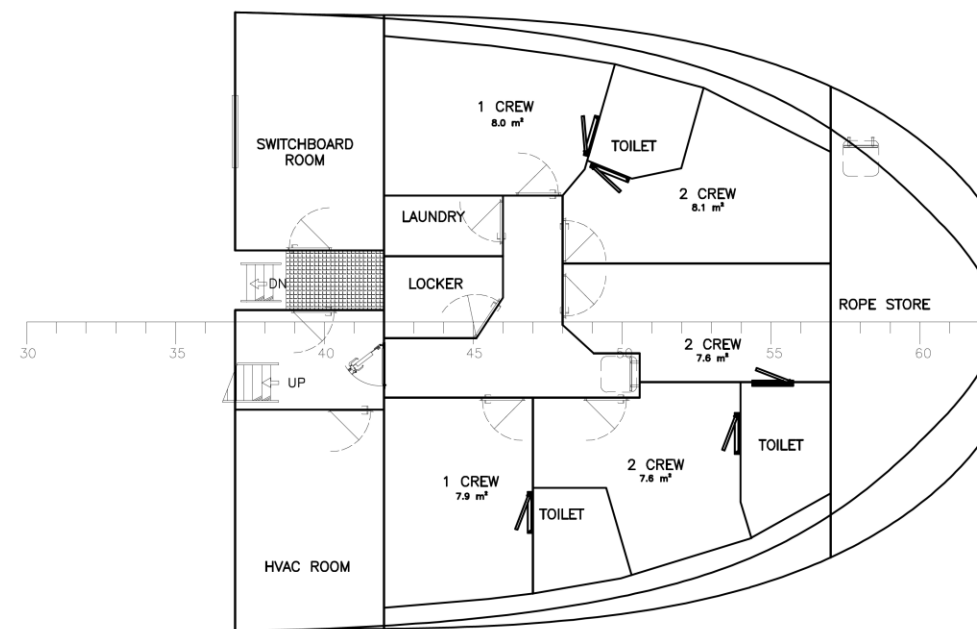 1 CREW
8.0 m²
SWITCHBOARD
ROOM
TOILET
2 CREW
8.1 m²
LAUNDRY
LOCKER
DN
ROPE STORE
30
35
40
45
50
55
60
2 CREW
7.6 m²
UP
TOILET
2 CREW
7.6 m²
1 CREW
7.9 m²
TOILET
HVAC ROOM